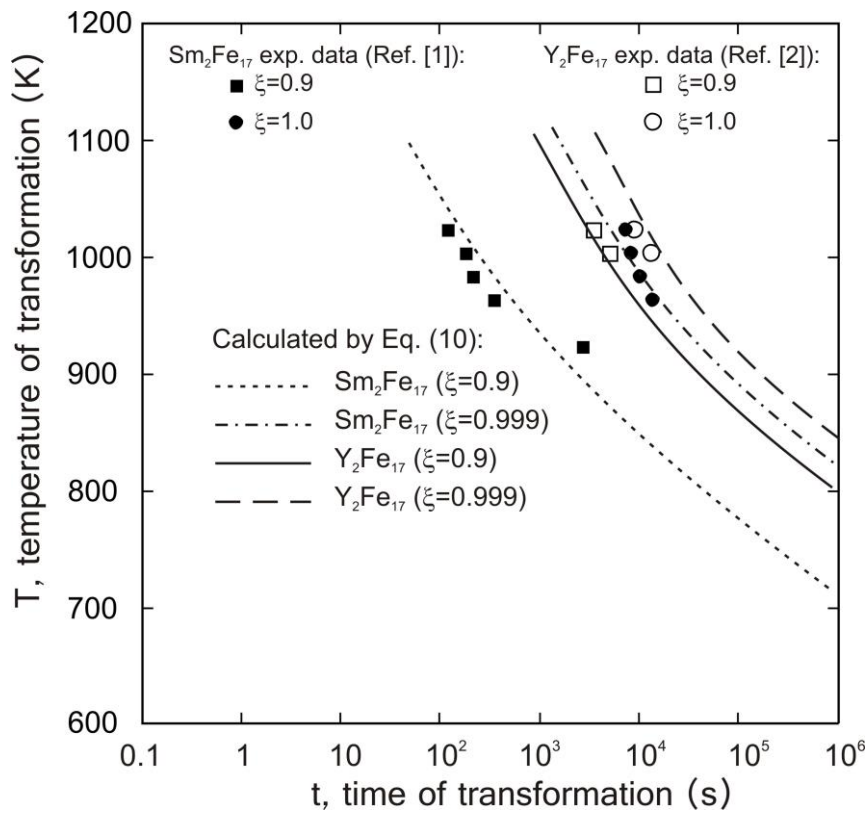 1200
1100
1000
900
800
700
600
T, temperature of transformation (K)
Sm₂Fe₁₇ exp. data (Ref. [1]):
ξ=0.9
ξ=1.0
Y₂Fe₁₇ exp. data (Ref. [2]):
ξ=0.9
ξ=1.0
Calculated by Eq. (10):
Sm₂Fe₁₇ (ξ=0.9)
Sm₂Fe₁₇ (ξ=0.999)
Y₂Fe₁₇ (ξ=0.9)
Y₂Fe₁₇ (ξ=0.999)
0.1 1 10 10² 10³ 10⁴ 10⁵ 10⁶
t, time of transformation (s)